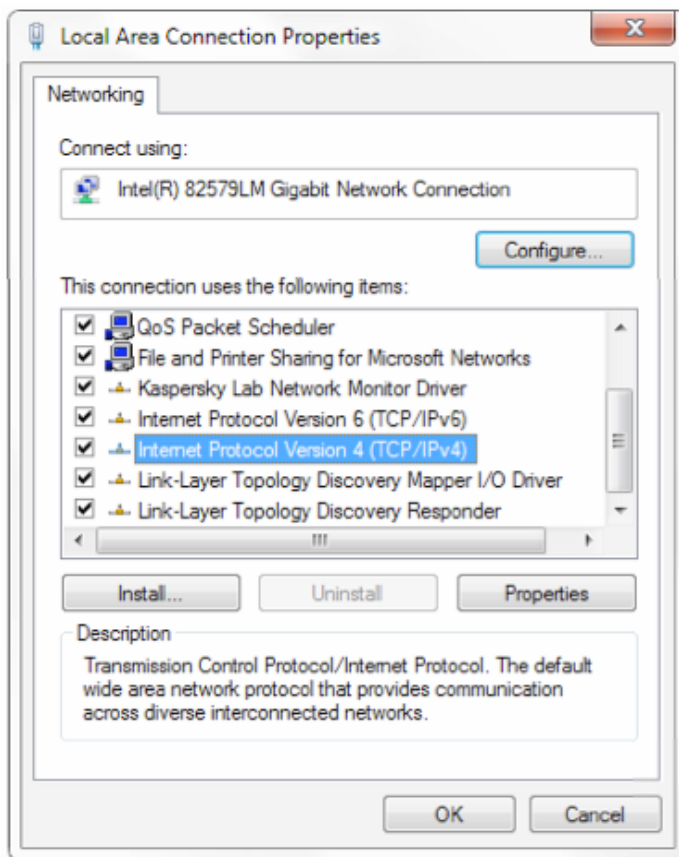 Local Area Connection Properties
Networking
Connect using:
Intel(R) 82579LM Gigabit Network Connection
Configure...
This connection uses the following items:
QoS Packet Scheduler
File and Printer Sharing for Microsoft Networks
Kaspersky Lab Network Monitor Driver
Internet Protocol Version 6 (TCP/IPv6)
Internet Protocol Version 4 (TCP/IPv4)
Link-Layer Topology Discovery Mapper I/O Driver
Link-Layer Topology Discovery Responder
Install...
Uninstall
Properties
Description
Transmission Control Protocol/Internet Protocol. The default
wide area network protocol that provides communication
across diverse interconnected networks.
OK
Cancel